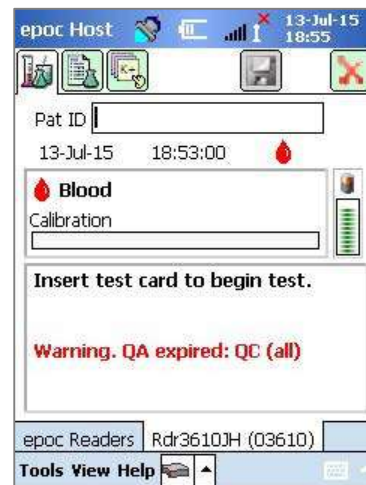 epoc Host 13-Jul-15
18:55
K+
Pat ID
13-Jul-15 18:53:00
Blood
Calibration
Insert test card to begin test.
Warning. QA expired: QC (all)
epoc Readers Rdr3610JH (03610)
Tools View Help